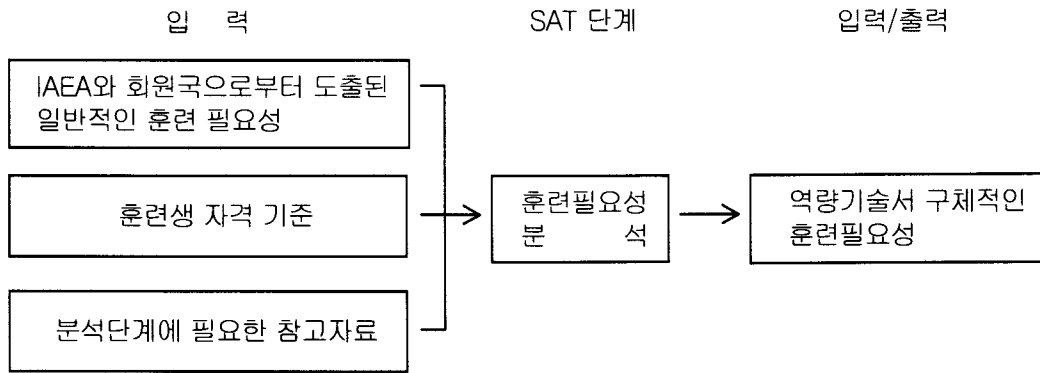 입 력
SAT 단계
입력/출력
IAEA와 회원국으로부터 도출된
일반적인 훈련 필요성
훈련생 자격 기준
분석단계에 필요한 참고자료
훈련필요성
분 석
역량기술서 구체적인
훈련필요성